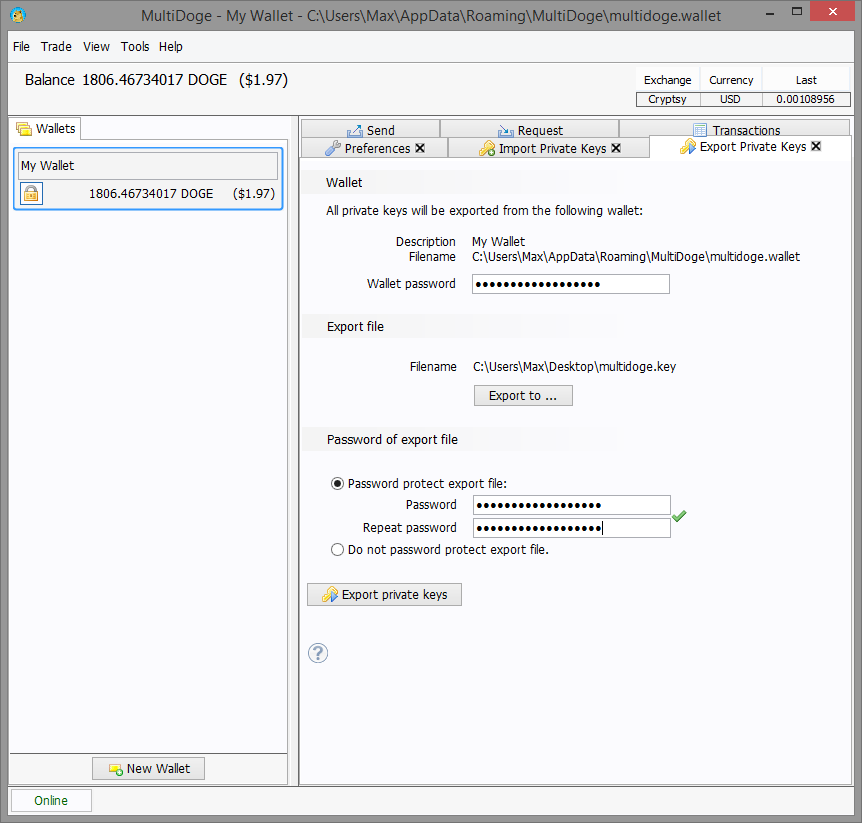 MultiDoge - My Wallet - C:\Users\Max\AppData\Roaming\MultiDoge\multidoge.wallet
File Trade View Tools Help
Balance 1806.46734017 DOGE ($1.97)
Exchange Currency Last
Cryptsy USD 0.00108956
Wallets
My Wallet
1806.46734017 DOGE ($1.97)
New Wallet
Send Request Transactions
Preferences Import Private Keys Export Private Keys
Wallet
All private keys will be exported from the following wallet:
Description My Wallet
Filename C:\Users\Max\AppData\Roaming\MultiDoge\multidoge.wallet
Wallet password ••••••••••••••••••
Export file
Filename C:\Users\Max\Desktop\multidoge.key
Export to ...
Password of export file
Password protect export file:
Password ••••••••••••••••••
Repeat password ••••••••••••••••••
Do not password protect export file.
Export private keys
?
Online